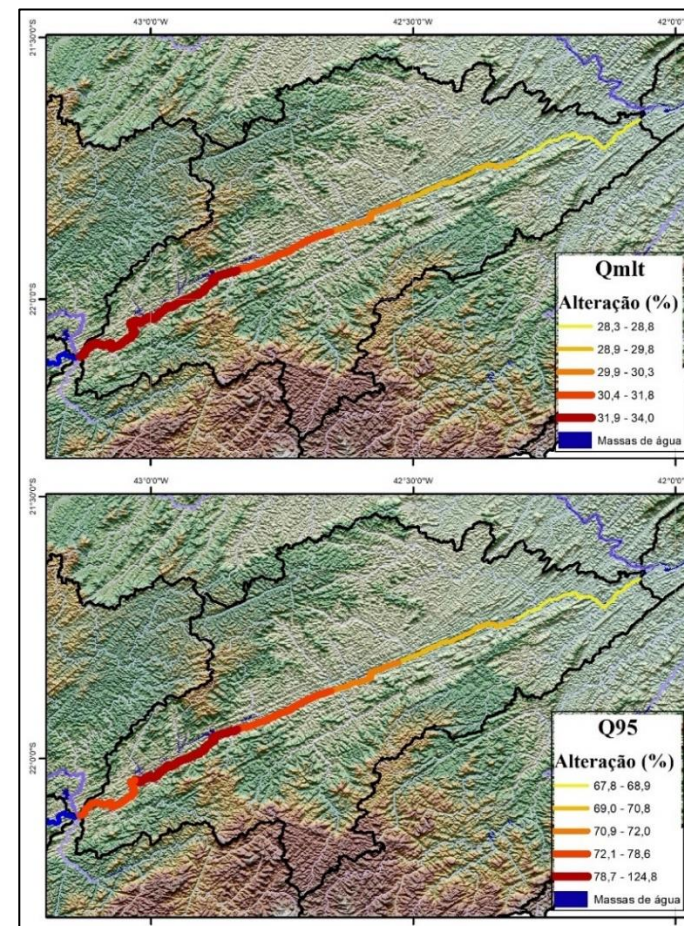 43°0'0"W 42°30'0"W 42°0'0"W
21°30'0"S
22°0'0"S
Qmlt
Alteração (%)
28,3 - 28,8
28,9 - 29,8
29,9 - 30,3
30,4 - 31,8
31,9 - 34,0
Massas de água
43°0'0"W 42°30'0"W 42°0'0"W
21°30'0"S
22°0'0"S
Q95
Alteração (%)
67,8 - 68,9
69,0 - 70,8
70,9 - 72,0
72,1 - 78,6
78,7 - 124,8
Massas de água